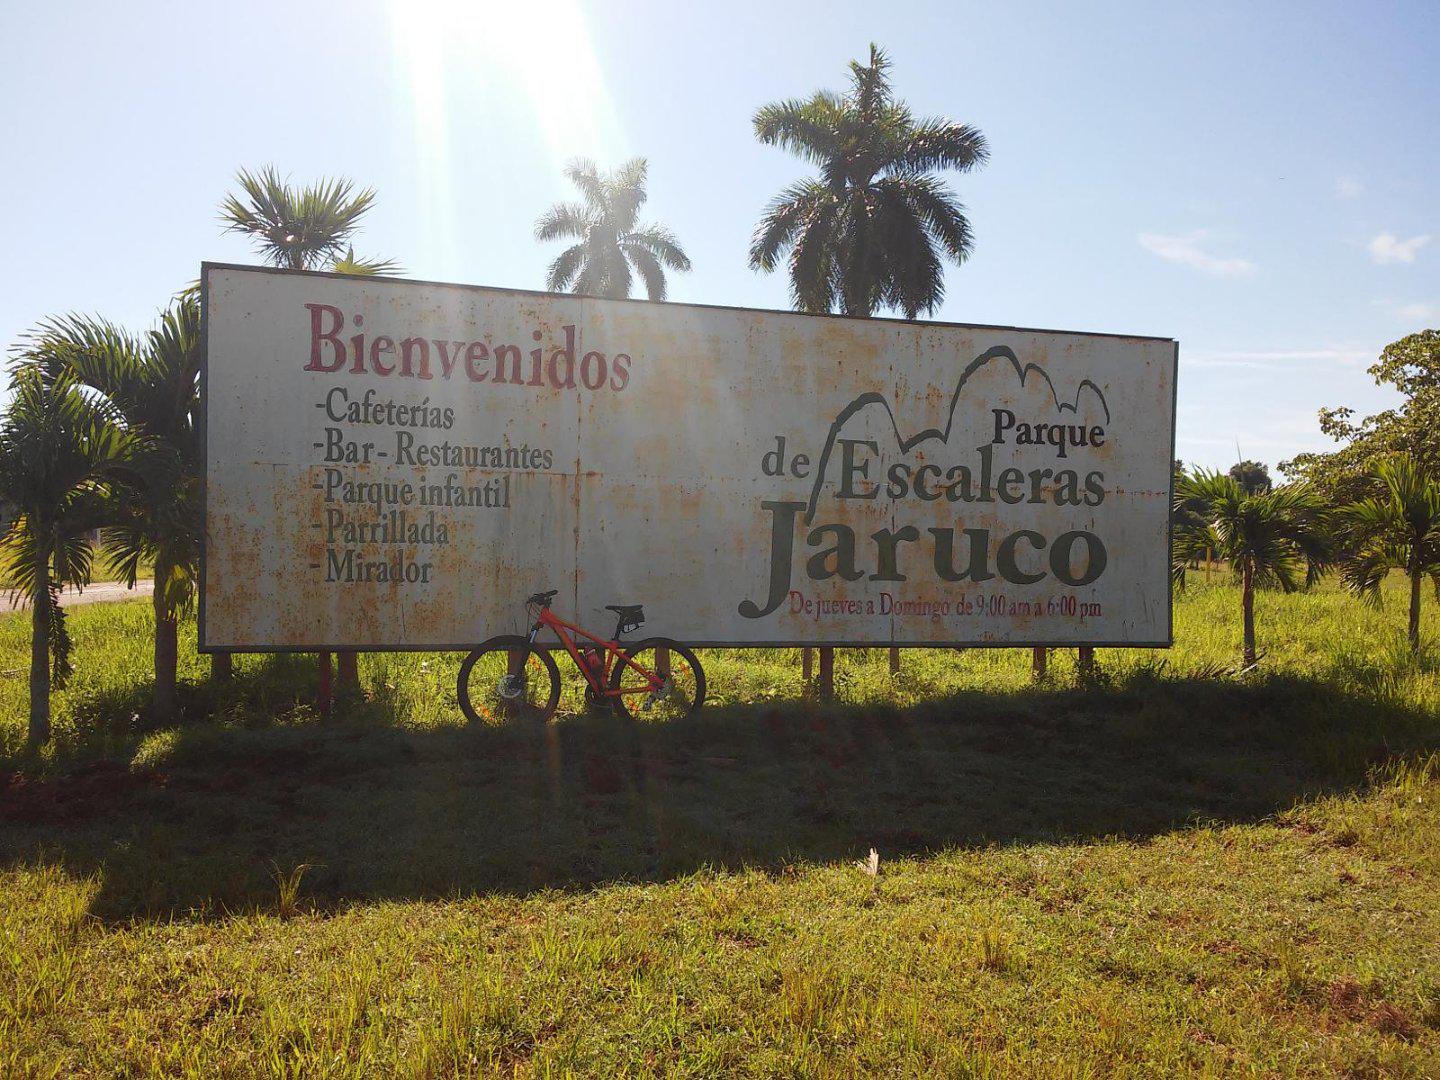 Bienvenidos
-Cafeterías
-Bar-Restaurantes
-Parque infantil
-Parrillada
-Mirador
Parque
de Escaleras
Jaruco
De jueves a Domingo de 9:00 am a 6:00 pm